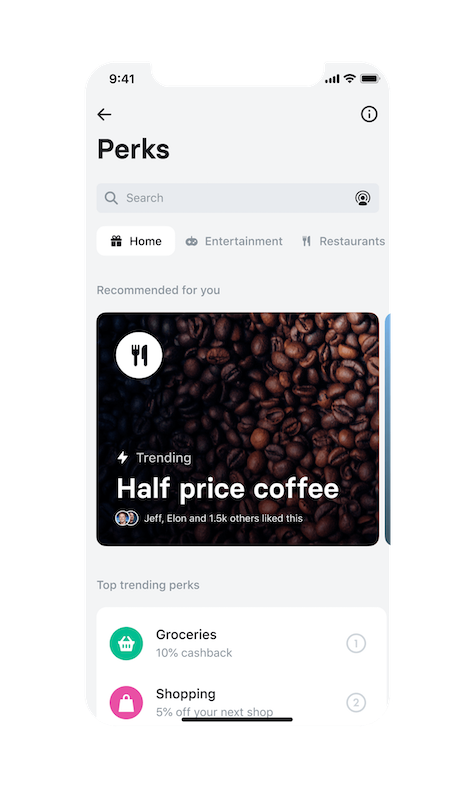 9:41
Perks
Search
Home Entertainment Restaurants
Recommended for you
Trending
Half price coffee
Jeff, Elon and 1.5k others liked this
Top trending perks
Groceries
10% cashback
1
Shopping
5% off your next shop
2